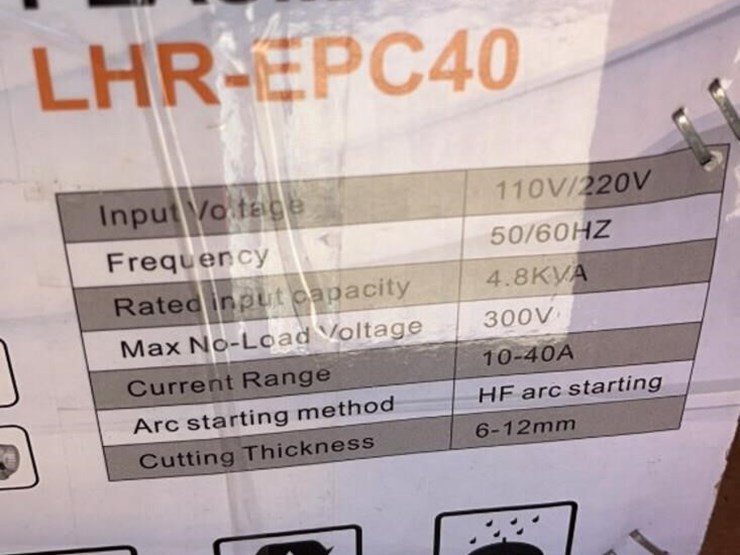 LHR-EPC40
Input Voltage 110V/220V
Frequency 50/60HZ
Rated input capacity 4.8KVA
Max No-Load Voltage 300V
Current Range 10-40A
Arc starting method HF arc starting
Cutting Thickness 6-12mm